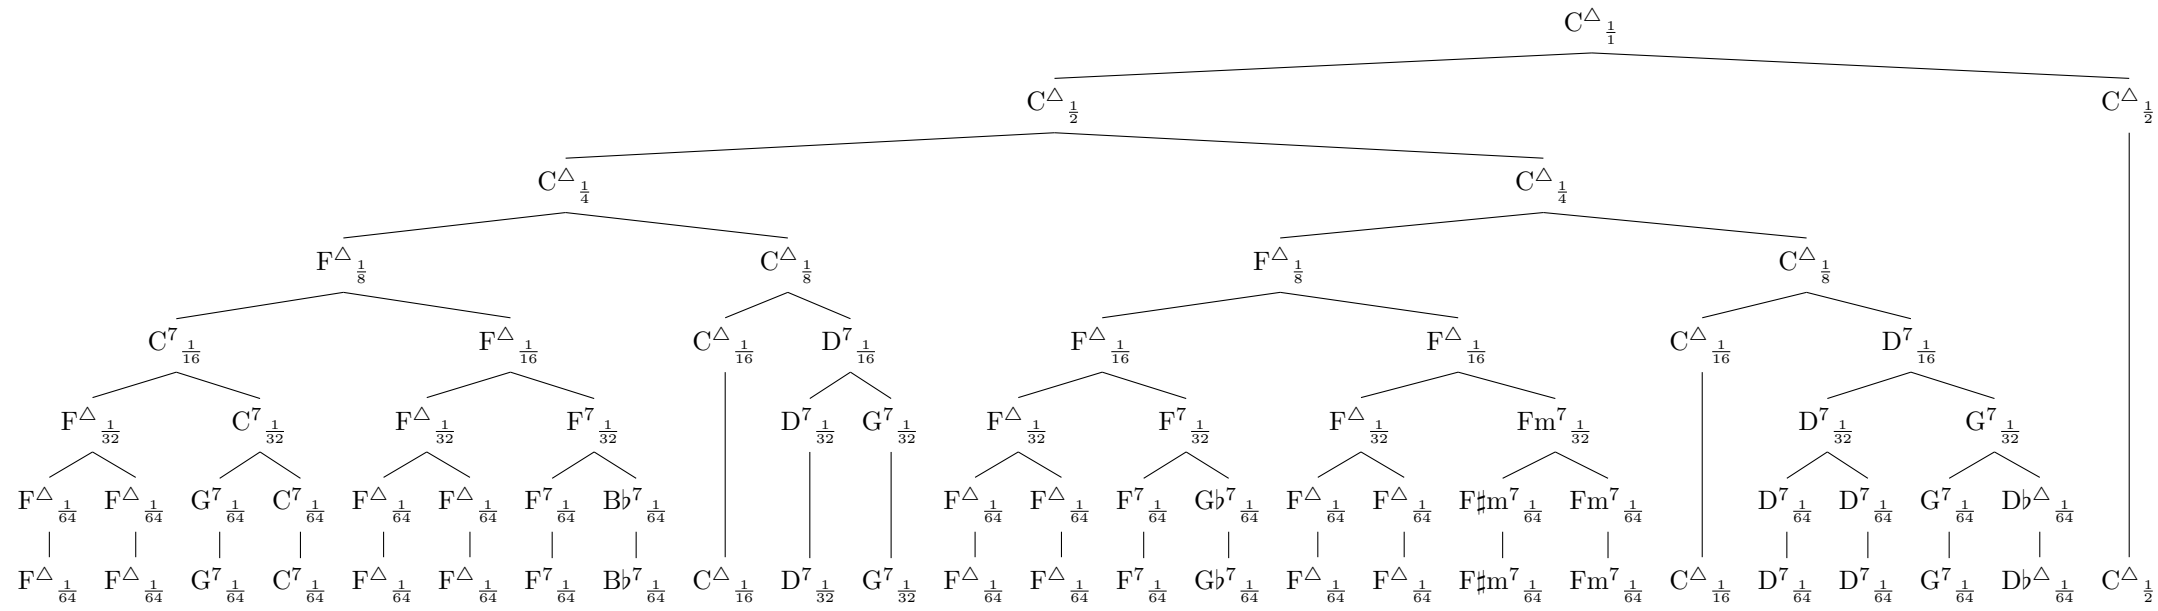 C△ 1/1
C△ 1/2 C△ 1/2
C△ 1/4 C△ 1/4
F△ 1/8 C△ 1/8 F△ 1/8 C△ 1/8
C7 1/16 F△ 1/16 C△ 1/16 D7 1/16 F△ 1/16 F△ 1/16 C△ 1/16 D7 1/16
F△ 1/32 C7 1/32 F△ 1/32 F7 1/32 D7 1/32 G7 1/32 F△ 1/32 F7 1/32 F△ 1/32 Fm7 1/32 D7 1/32 G7 1/32
F△ 1/64 F△ 1/64 G7 1/64 C7 1/64 F△ 1/64 F△ 1/64 F7 1/64 B♭7 1/64 F△ 1/64 F△ 1/64 F7 1/64 G♭7 1/64 F△ 1/64 F△ 1/64 F♯m7 1/64 Fm7 1/64 D7 1/64 D7 1/64 G7 1/64 D♭△ 1/64
F△ 1/64 F△ 1/64 G7 1/64 C7 1/64 F△ 1/64 F△ 1/64 F7 1/64 B♭7 1/64 C△ 1/16 D7 1/32 G7 1/32 F△ 1/64 F△ 1/64 F7 1/64 G♭7 1/64 F△ 1/64 F△ 1/64 F♯m7 1/64 Fm7 1/64 C△ 1/16 D7 1/64 D7 1/64 G7 1/64 D♭△ 1/64 C△ 1/2